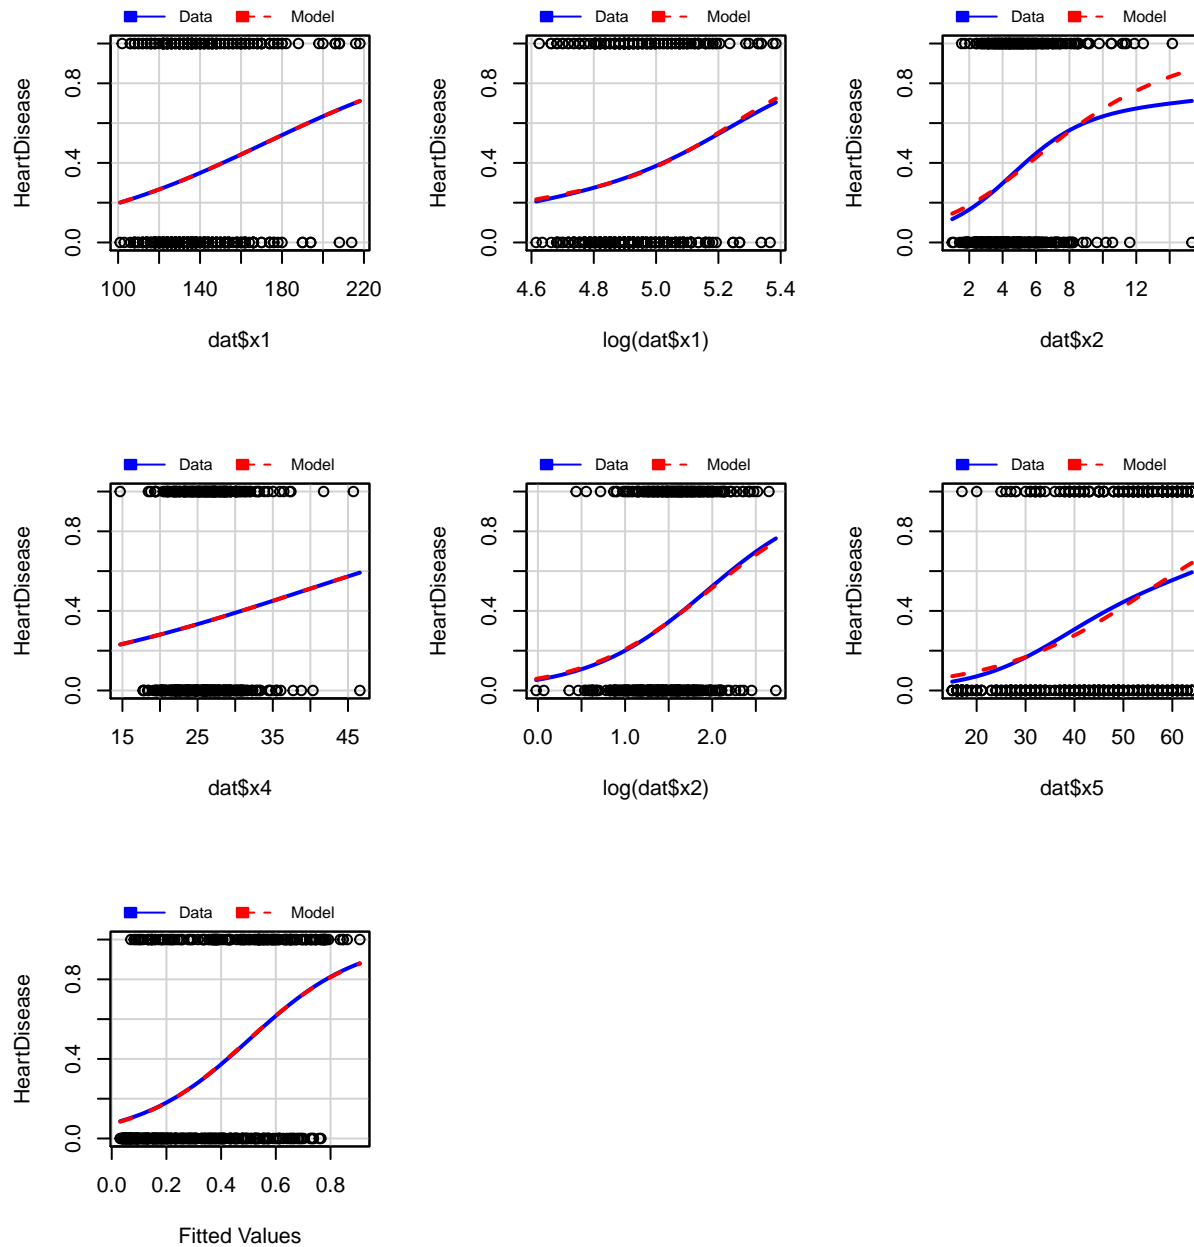 Data Model
HeartDisease
0.0 0.4 0.8
100 140 180 220
dat$x1
Data Model
HeartDisease
0.0 0.4 0.8
4.6 4.8 5.0 5.2 5.4
log(dat$x1)
Data Model
HeartDisease
0.0 0.4 0.8
2 4 6 8 12
dat$x2
Data Model
HeartDisease
0.0 0.4 0.8
15 25 35 45
dat$x4
Data Model
HeartDisease
0.0 0.4 0.8
0.0 1.0 2.0
log(dat$x2)
Data Model
HeartDisease
0.0 0.4 0.8
20 30 40 50 60
dat$x5
Data Model
HeartDisease
0.0 0.4 0.8
0.0 0.2 0.4 0.6 0.8
Fitted Values